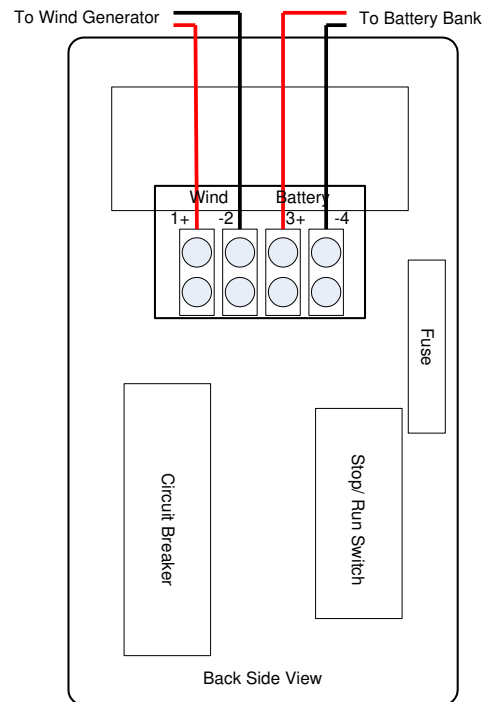 To Wind Generator
To Battery Bank
Wind Battery
1+ -2 3+ -4
Fuse
Circuit Breaker
Stop/ Run Switch
Back Side View